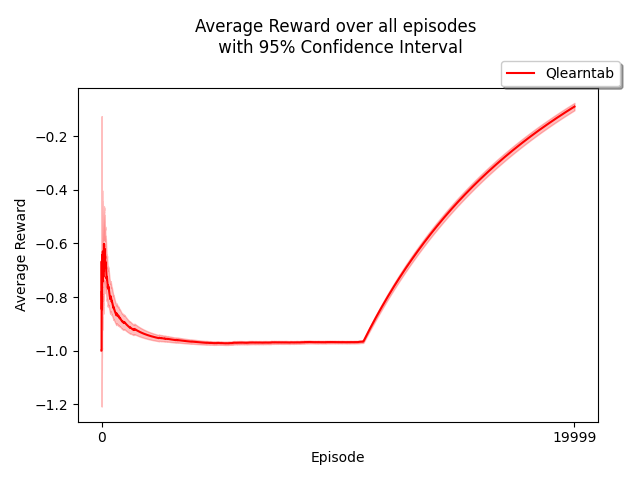 Average Reward over all episodes
with 95% Confidence Interval
Qlearntab
Average Reward
−0.2
−0.4
−0.6
−0.8
−1.0
−1.2
0
19999
Episode